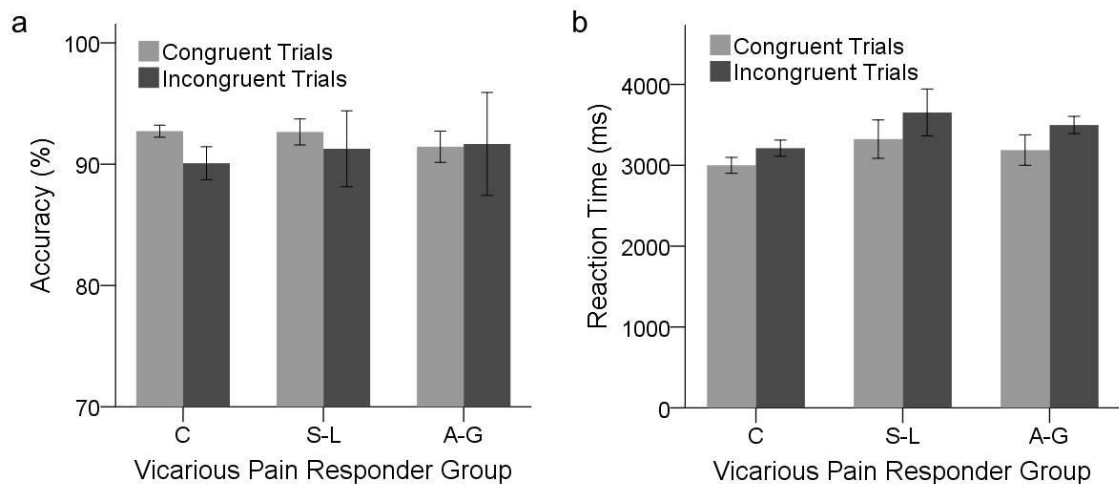 a
100
90
80
70
Accuracy (%)
Congruent Trials
Incongruent Trials
C
S-L
A-G
Vicarious Pain Responder Group
b
4000
3000
2000
1000
0
Reaction Time (ms)
Congruent Trials
Incongruent Trials
C
S-L
A-G
Vicarious Pain Responder Group